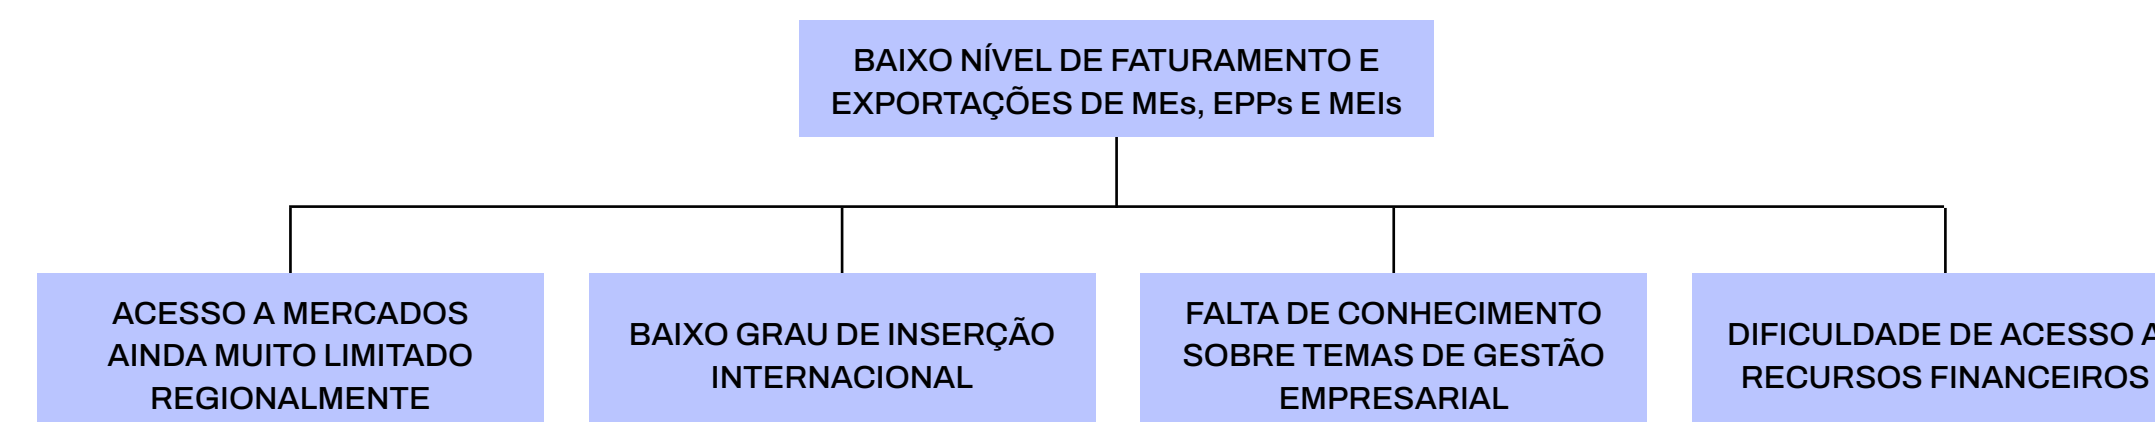 BAIXO NÍVEL DE FATURAMENTO E
EXPORTAÇÕES DE MEs, EPPs E MEIs
ACESSO A MERCADOS
AINDA MUITO LIMITADO
REGIONALMENTE
BAIXO GRAU DE INSERÇÃO
INTERNACIONAL
FALTA DE CONHECIMENTO
SOBRE TEMAS DE GESTÃO
EMPRESARIAL
DIFICULDADE DE ACESSO A
RECURSOS FINANCEIROS